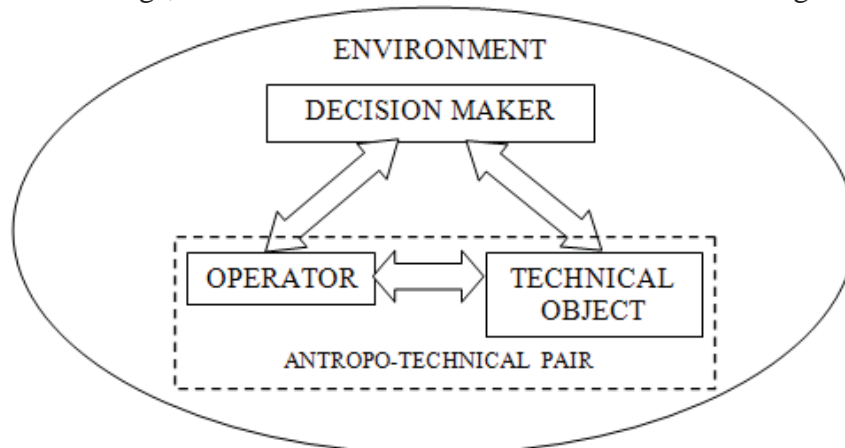 ENVIRONMENT
DECISION MAKER
OPERATOR
TECHNICAL
OBJECT
ANTROPO-TECHNICAL PAIR